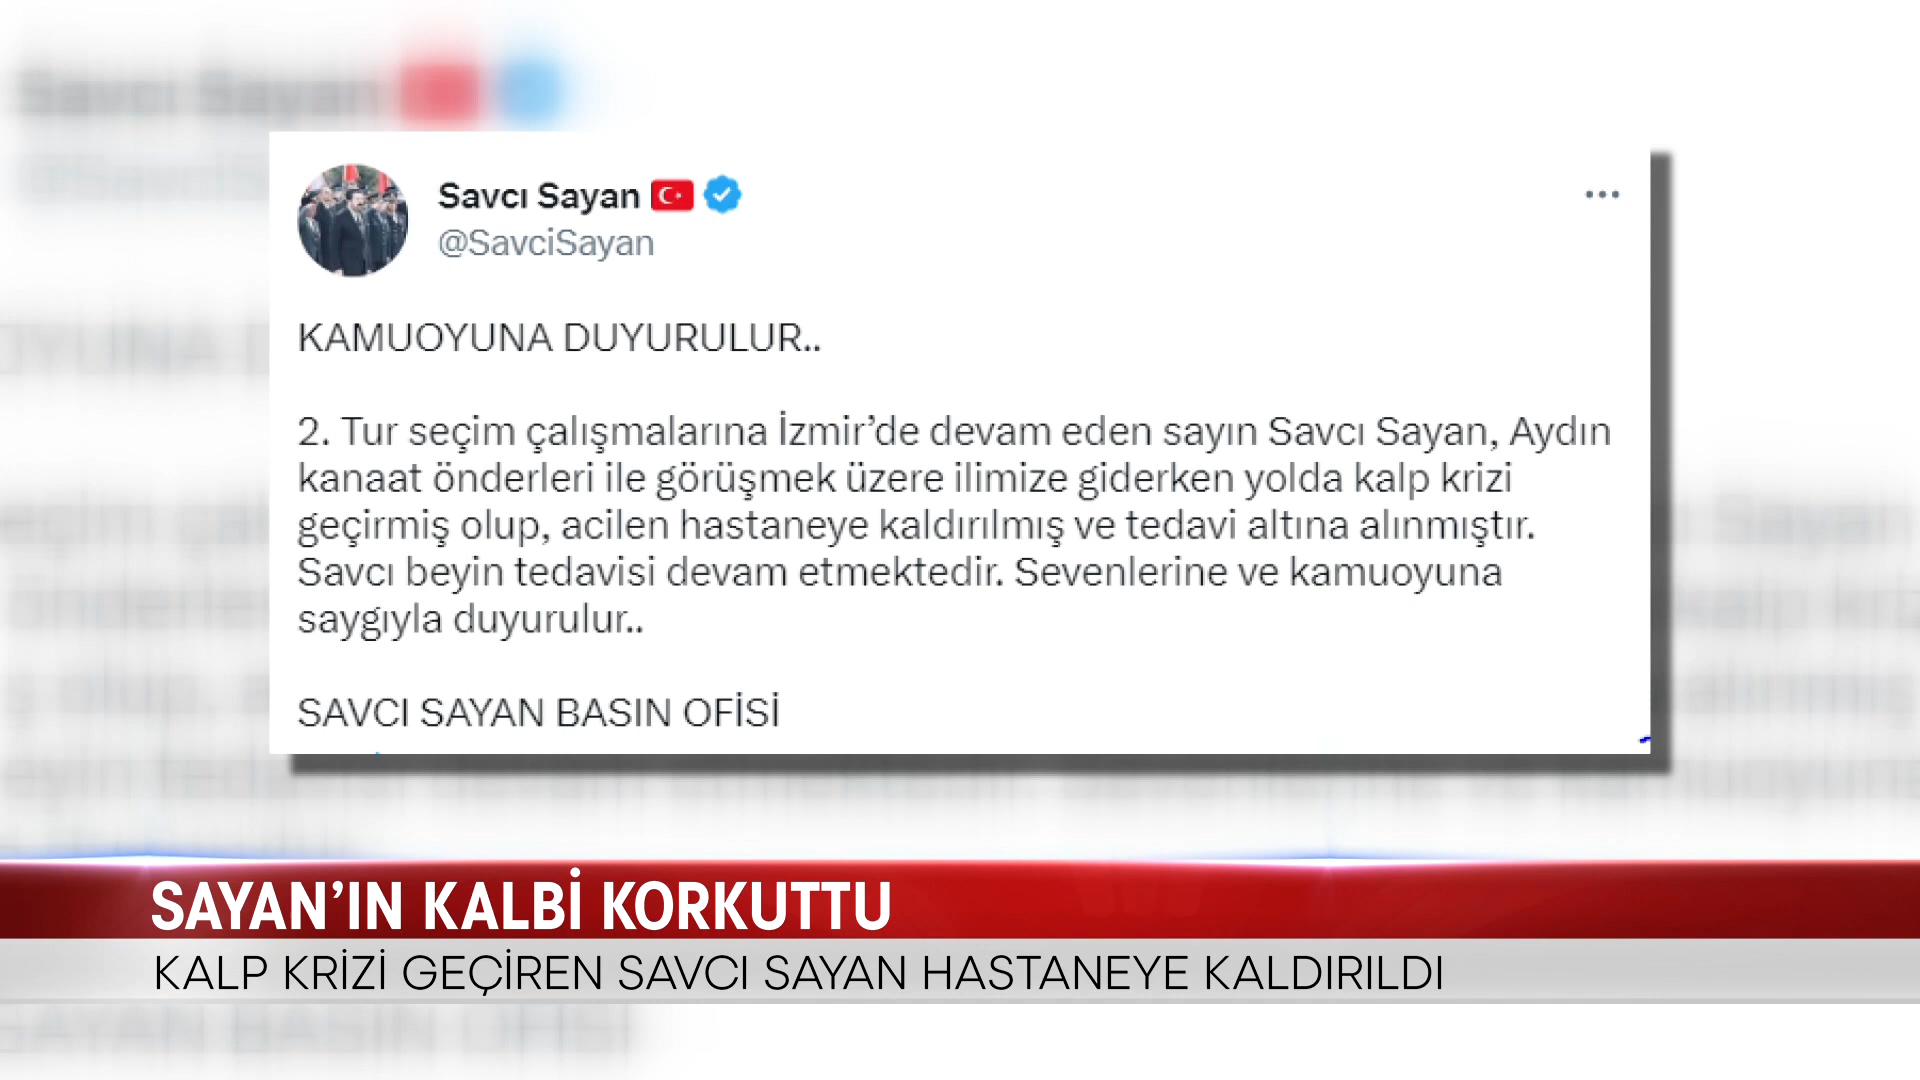 Savcı Sayan
@SavciSayan
KAMUOYUNA DUYURULUR..
2. Tur seçim çalışmalarına İzmir’de devam eden sayın Savcı Sayan, Aydın
kanaat önderleri ile görüşmek üzere ilimize giderken yolda kalp krizi
geçirmiş olup, acilen hastaneye kaldırılmış ve tedavi altına alınmıştır.
Savcı beyin tedavisi devam etmektedir. Sevenlerine ve kamuoyuna
saygıyla duyurulur..
SAVCI SAYAN BASIN OFİSİ
SAYAN’IN KALBİ KORKUTTU
KALP KRİZİ GEÇİREN SAVCI SAYAN HASTANEYE KALDIRILDI